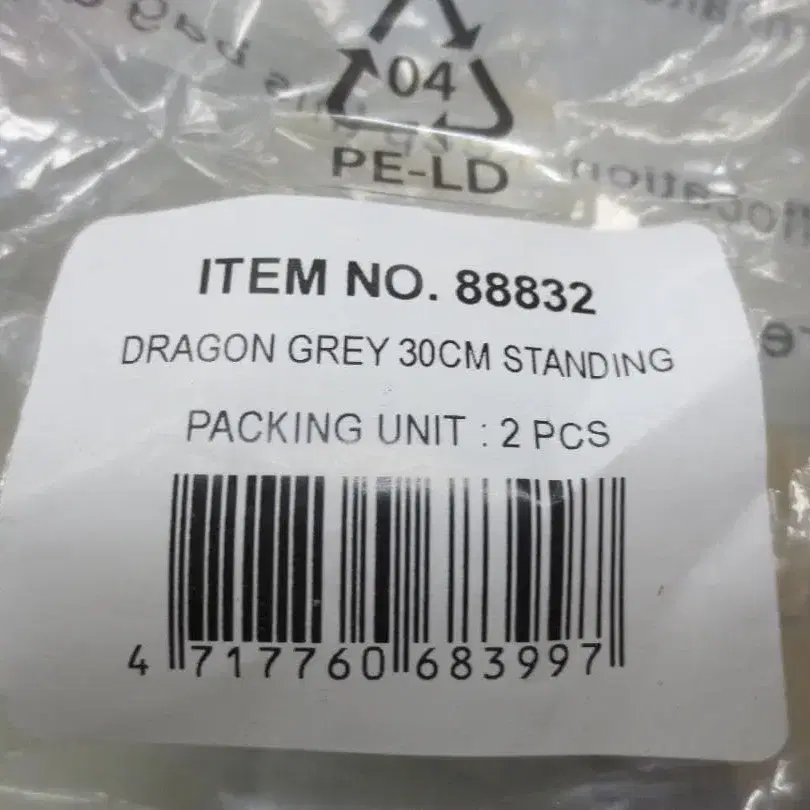 04
PE-LD
ITEM NO. 88832
DRAGON GREY 30CM STANDING
PACKING UNIT : 2 PCS
4 717760 683997